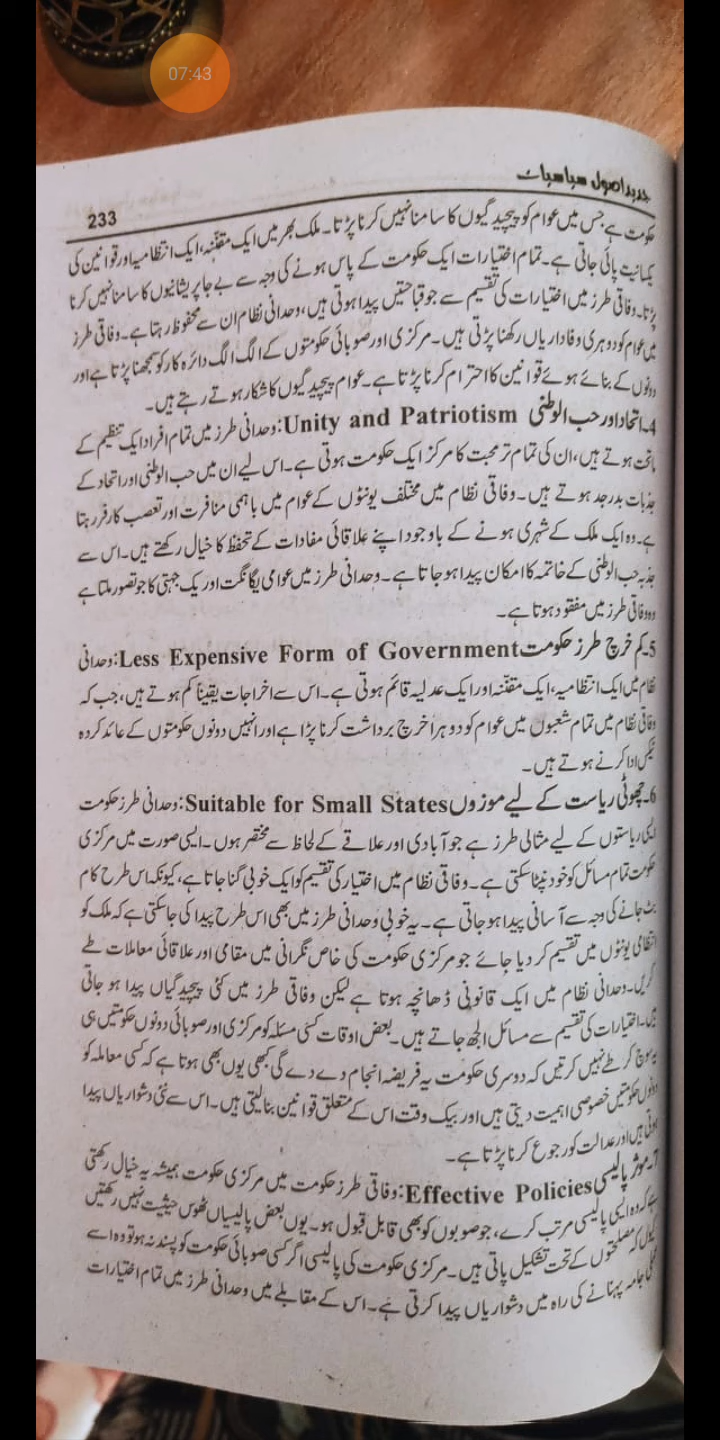 07:43
جدید اصول سیاسیات
233
حکومت ہے جس میں عوام کو پیچیدگیوں کا سامنا نہیں کرنا پڑتا۔ ملک بھر میں ایک مقننہ، ایک انتظامیہ اور قوانین کی
یکسانیت پائی جاتی ہے۔ تمام اختیارات ایک حکومت کے پاس ہونے کی وجہ سے بے جا پریشانیوں کا سامنا نہیں کرنا
پڑتا۔ وفاقی طرز میں اختیارات کی تقسیم سے جو قباحتیں پیدا ہوتی ہیں، وحدانی نظام ان سے محفوظ رہتا ہے۔ وفاقی طرز
میں عوام کو دوہری وفاداریاں رکھنا پڑتی ہیں۔ مرکزی اور صوبائی حکومتوں کے الگ الگ دائرہ کار کو سمجھنا پڑتا ہے اور
دونوں کے بنائے ہوئے قوانین کا احترام کرنا پڑتا ہے۔ عوام پیچیدگیوں کا شکار ہوتے رہتے ہیں۔
4۔ اتحاد اور حب الوطنی Unity and Patriotism: وحدانی طرز میں تمام افراد ایک تنظیم کے
ماتحت ہوتے ہیں، ان کی تمام تر محبت کا مرکز ایک حکومت ہوتی ہے۔ اس لیے ان میں حب الوطنی اور اتحاد کے
جذبات بدرجہ ہوتے ہیں۔ وفاقی نظام میں مختلف یونٹوں کے عوام میں باہمی منافرت اور تعصب کارفرما رہتا
ہے۔ وہ ایک ملک کے شہری ہونے کے باوجود اپنے علاقائی مفادات کے تحفظ کا خیال رکھتے ہیں۔ اس سے
جذبہ حب الوطنی کے خاتمہ کا امکان پیدا ہو جاتا ہے۔ وحدانی طرز میں عوامی یگانگت اور یک جہتی کا جو تصور ملتا ہے
وہ وفاقی طرز میں مفقود ہوتا ہے۔
5۔ کم خرچ طرز حکومت Less Expensive Form of Government: وحدانی
نظام میں ایک انتظامیہ، ایک مقننہ اور ایک عدلیہ قائم ہوتی ہے۔ اس سے اخراجات یقیناً کم ہوتے ہیں، جب کہ
وفاقی نظام میں تمام شعبوں میں عوام کو دوہرا خرچ برداشت کرنا پڑا ہے اور انہیں دونوں حکومتوں کے عائد کردہ
ٹیکس ادا کرنے ہوتے ہیں۔
6۔ چھوٹی ریاست کے لیے موزوں Suitable for Small States: وحدانی طرز حکومت
ایسی ریاستوں کے لیے مثالی طرز ہے جو آبادی اور علاقے کے لحاظ سے مختصر ہوں۔ ایسی صورت میں مرکزی
حکومت تمام مسائل کو خود نپٹا سکتی ہے۔ وفاقی نظام میں اختیار کی تقسیم کو ایک خوبی گنا جاتا ہے، کیونکہ اس طرح کام
بٹ جانے کی وجہ سے آسانی پیدا ہو جاتی ہے۔ یہ خوبی وحدانی طرز میں بھی اس طرح پیدا کی جا سکتی ہے کہ ملک کو
انتظامی یونٹوں میں تقسیم کر دیا جائے جو مرکزی حکومت کی خاص نگرانی میں مقامی اور علاقائی معاملات طے
کریں۔ وحدانی نظام میں ایک قانونی ڈھانچہ ہوتا ہے لیکن وفاقی طرز میں کئی پیچیدگیاں پیدا ہو جاتی
ہیں۔ اختیارات کی تقسیم سے مسائل الجھ جاتے ہیں۔ بعض اوقات کسی مسئلہ کو مرکزی اور صوبائی دونوں حکومتیں ہی
یہ سوچ کر طے نہیں کرتیں کہ دوسری حکومت یہ فریضہ انجام دے دے گی کبھی یوں بھی ہوتا ہے کہ کسی معاملہ کو
دونوں حکومتیں خصوصی اہمیت دیتی ہیں اور بیک وقت اس کے متعلق قوانین بنا لیتی ہیں۔ اس سے نئی دشواریاں پیدا
ہوتی ہیں اور عدالت کو رجوع کرنا پڑتا ہے۔
7۔ موثر پالیسی Effective Policies: وفاقی طرز حکومت میں مرکزی حکومت ہمیشہ یہ خیال رکھتی
ہے کہ وہ ایسی پالیسی مرتب کرے، جو صوبوں کو بھی قابل قبول ہو۔ یوں بعض پالیسیاں ٹھوس حیثیت نہیں رکھتیں
کیوں کہ مصلحتوں کے تحت تشکیل پاتی ہیں۔ مرکزی حکومت کی پالیسی اگر کسی صوبائی حکومت کو پسند نہ ہو تو وہ اسے
عملی جامہ پہنانے کی راہ میں دشواریاں پیدا کرتی ہے۔ اس کے مقابلے میں وحدانی طرز میں تمام اختیارات